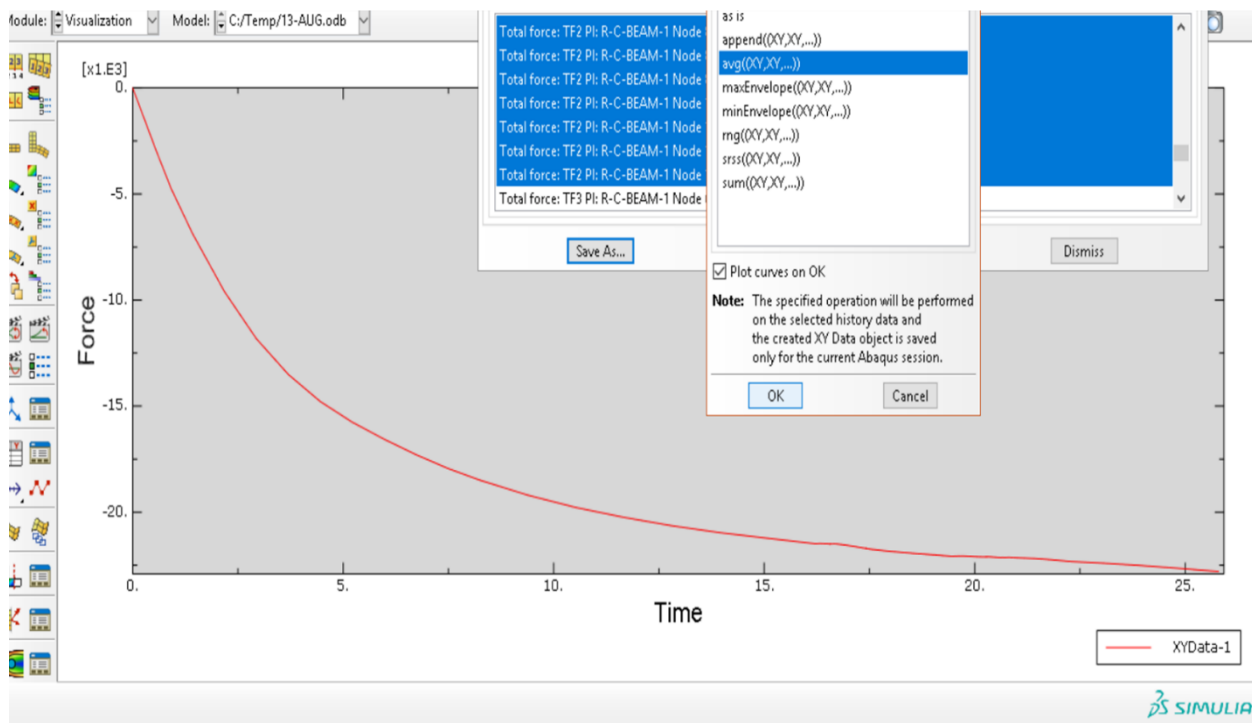 Module: Visualization Model: C:/Temp/13-AUG.odb
Total force: TF2 PI: R-C-BEAM-1 Node
Total force: TF2 PI: R-C-BEAM-1 Node
Total force: TF2 PI: R-C-BEAM-1 Node
Total force: TF2 PI: R-C-BEAM-1 Node
Total force: TF2 PI: R-C-BEAM-1 Node
Total force: TF2 PI: R-C-BEAM-1 Node
Total force: TF2 PI: R-C-BEAM-1 Node
Total force: TF3 PI: R-C-BEAM-1 Node
Save As...
Dismiss
as is
append((XY,XY,...))
avg((XY,XY,...))
maxEnvelope((XY,XY,...))
minEnvelope((XY,XY,...))
rng((XY,XY,...))
srss((XY,XY,...))
sum((XY,XY,...))
Plot curves on OK
Note: The specified operation will be performed
on the selected history data and
the created XY Data object is saved
only for the current Abaqus session.
OK Cancel
[x1.E3]
0.
-5.
-10.
-15.
-20.
Force
0. 5. 10. 15. 20. 25.
Time
XYData-1
SIMULIA